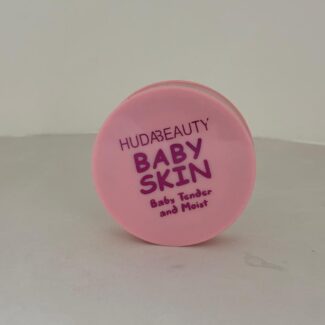 HUDABEAUTY
BABY
SKIN
Baby Tender
and Moist